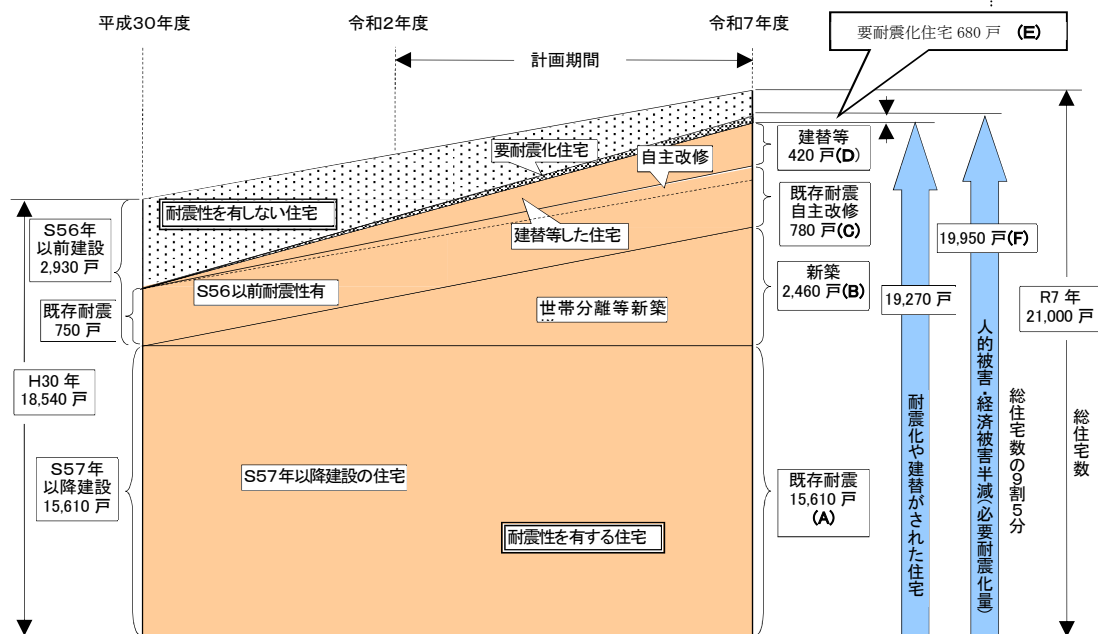 平成30年度
令和2年度
令和7年度
要耐震化住宅 680 戸 (E)
計画期間
要耐震化住宅
自主改修
建替等
420 戸(D)
耐震性を有しない住宅
S56年
以前建設
2,930 戸
建替等した住宅
既存耐震
自主改修
780 戸(C)
19,950 戸(F)
S56以前耐震性有
新築
2,460 戸(B)
19,270 戸
R7 年
21,000 戸
既存耐震
750 戸
世帯分離等新築
H30 年
18,540 戸
S57年
以降建設
15,610 戸
S57年以降建設の住宅
既存耐震
15,610 戸
(A)
耐震性を有する住宅
耐震化や建替がされた住宅
人的被害・経済被害半減(必要耐震化量)
総住宅数の9割5分
総住宅数